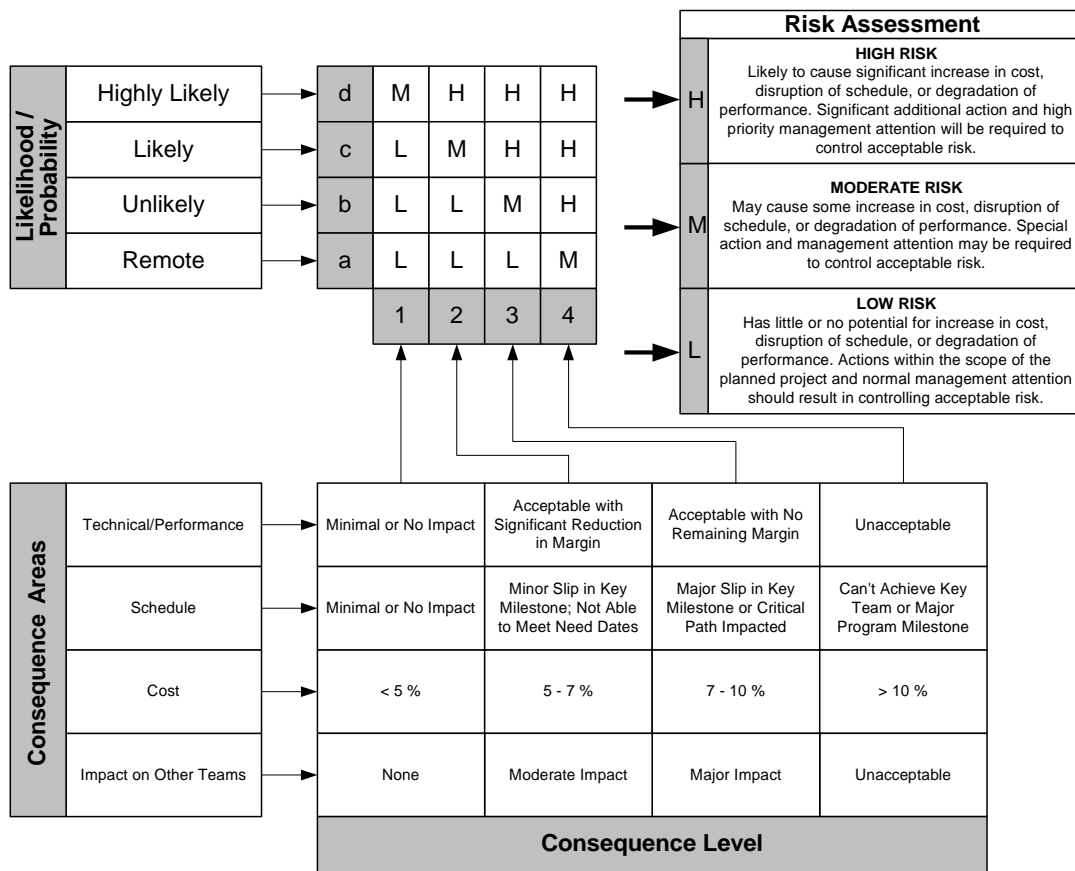 Risk Assessment
H
HIGH RISK
Likely to cause significant increase in cost,
disruption of schedule, or degradation of
performance. Significant additional action and high
priority management attention will be required to
control acceptable risk.
M
MODERATE RISK
May cause some increase in cost, disruption of
schedule, or degradation of performance. Special
action and management attention may be required
to control acceptable risk.
L
LOW RISK
Has little or no potential for increase in cost,
disruption of schedule, or degradation of
performance. Actions within the scope of the
planned project and normal management attention
should result in controlling acceptable risk.
Likelihood /
Probability
Highly Likely d M H H H
Likely c L M H H
Unlikely b L L M H
Remote a L L L M
1 2 3 4
Consequence Areas
Technical/Performance
Minimal or No Impact
Acceptable with
Significant Reduction
in Margin
Acceptable with No
Remaining Margin
Unacceptable
Schedule
Minimal or No Impact
Minor Slip in Key
Milestone; Not Able
to Meet Need Dates
Major Slip in Key
Milestone or Critical
Path Impacted
Can't Achieve Key
Team or Major
Program Milestone
Cost
< 5 %
5 - 7 %
7 - 10 %
> 10 %
Impact on Other Teams
None
Moderate Impact
Major Impact
Unacceptable
Consequence Level